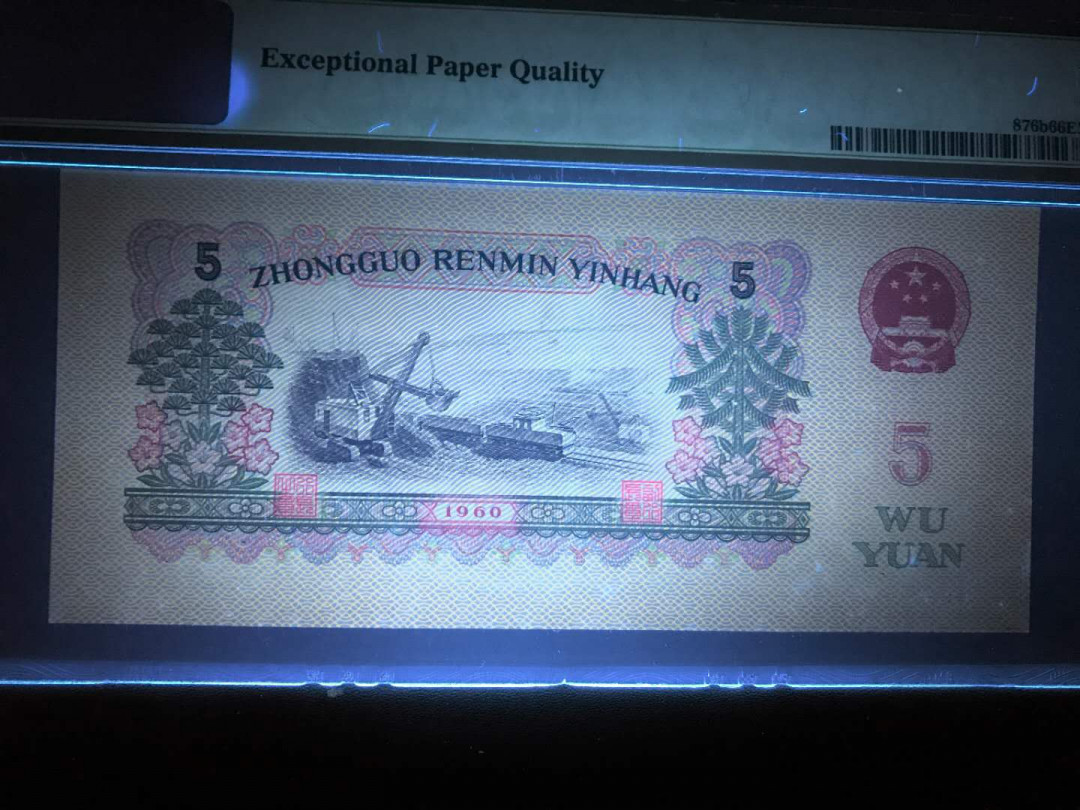 Exceptional Paper Quality
876b66E
5 ZHONGGUO RENMIN YINHANG 5
5
1960
WU
YUAN